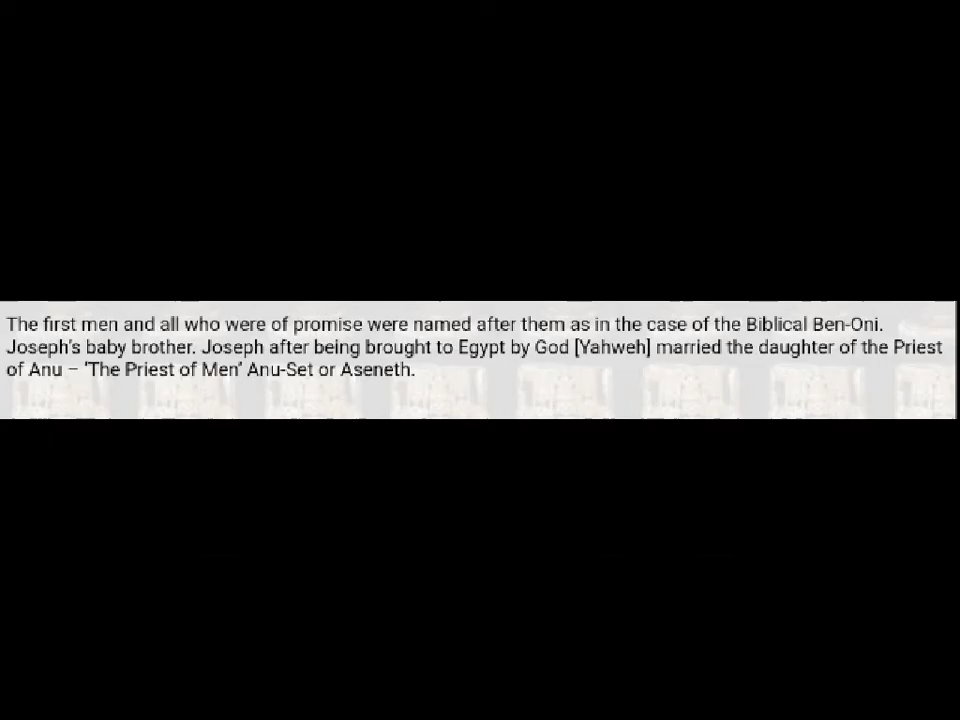 The first men and all who were of promise were named after them as in the case of the Biblical Ben-Oni.
Joseph's baby brother. Joseph after being brought to Egypt by God [Yahweh] married the daughter of the Priest
of Anu – 'The Priest of Men' Anu-Set or Aseneth.